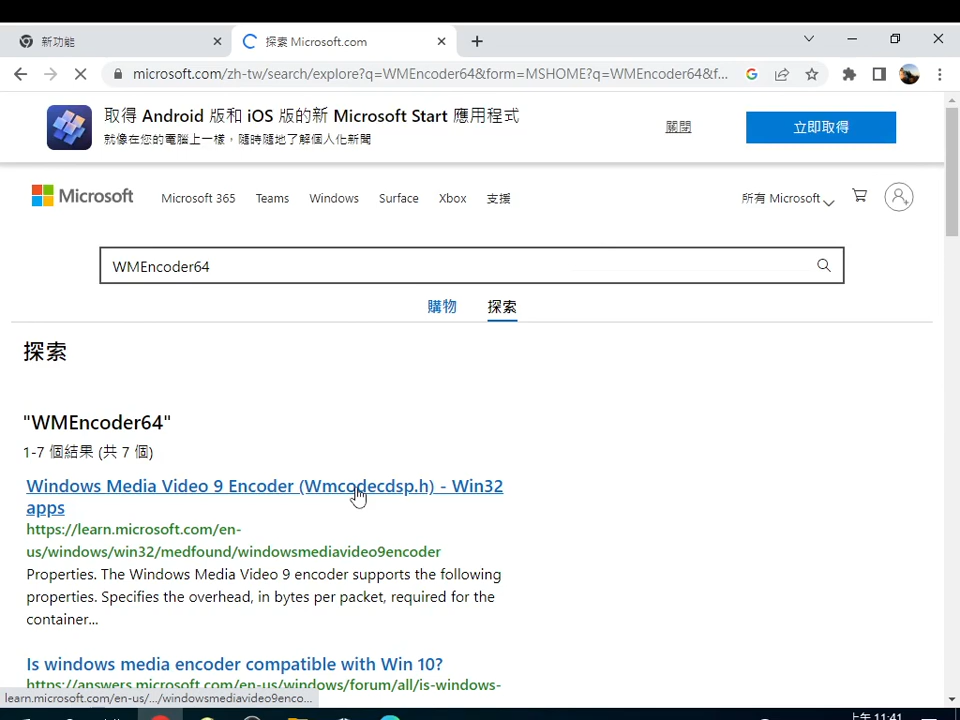 新功能
探索 Microsoft.com
microsoft.com/zh-tw/search/explore?q=WMEncoder64&form=MSHOME?q=WMEncoder64&f...
取得 Android 版和 iOS 版的新 Microsoft Start 應用程式
就像在您的電腦上一樣，隨時隨地了解個人化新聞
關閉
立即取得
Microsoft
Microsoft 365
Teams
Windows
Surface
Xbox
支援
所有 Microsoft
WMEncoder64
購物
探索
探索
"WMEncoder64"
1-7 個結果 (共 7 個)
Windows Media Video 9 Encoder (Wmcodecdsp.h) - Win32
apps
https://learn.microsoft.com/en-
us/windows/win32/medfound/windowsmediavideo9encoder
Properties. The Windows Media Video 9 encoder supports the following
properties. Specifies the overhead, in bytes per packet, required for the
container...
Is windows media encoder compatible with Win 10?
https://answers.microsoft.com/en-us/windows/forum/all/is-windows-
learn.microsoft.com/en-us/.../windowsmediavideo9enco...
上午 11:41